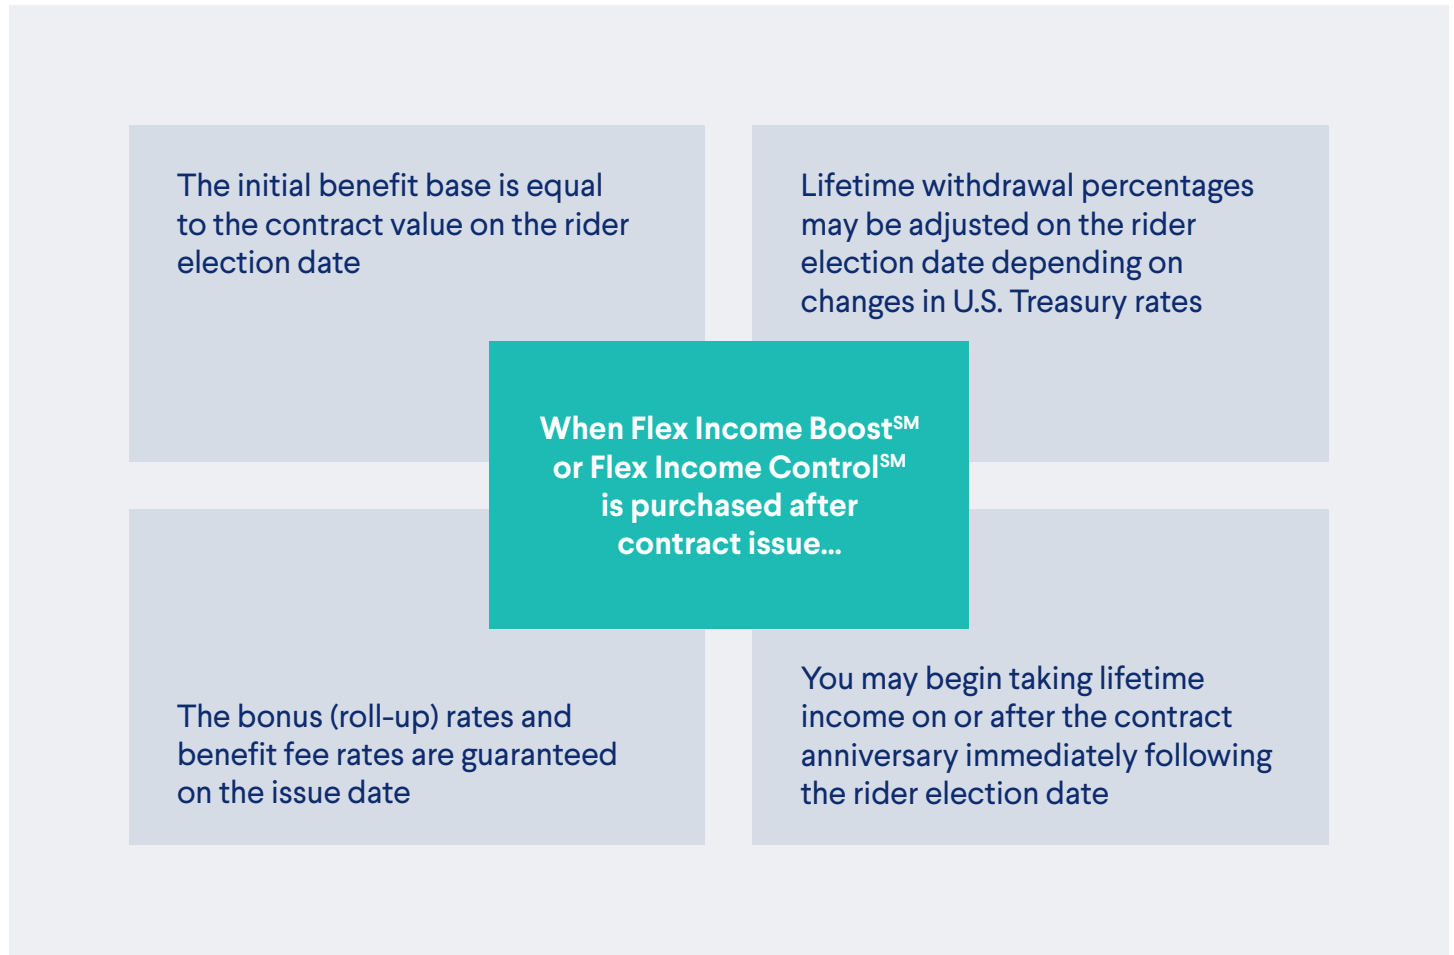 The initial benefit base is equal
to the contract value on the rider
election date
Lifetime withdrawal percentages
may be adjusted on the rider
election date depending on
changes in U.S. Treasury rates
When Flex Income Boost℠
or Flex Income Control℠
is purchased after
contract issue...
The bonus (roll-up) rates and
benefit fee rates are guaranteed
on the issue date
You may begin taking lifetime
income on or after the contract
anniversary immediately following
the rider election date